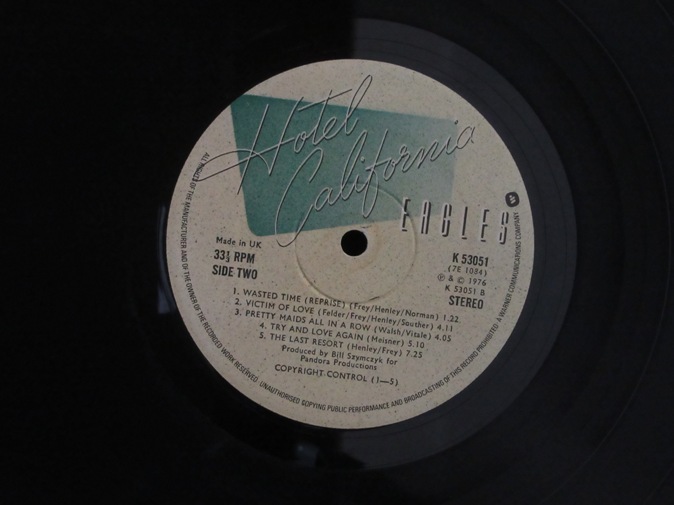 Hotel
California
EAGLES
Made in UK
33⅓ RPM
SIDE TWO
K 53051
(7E 1084)
℗ & © 1976
K 53051 B
STEREO
1. WASTED TIME (REPRISE) (Frey/Henley/Norman) 1.22
2. VICTIM OF LOVE (Felder/Frey/Henley/Souther) 4.11
3. PRETTY MAIDS ALL IN A ROW (Walsh/Vitale) 4.05
4. TRY AND LOVE AGAIN (Meisner) 5.10
5. THE LAST RESORT (Henley/Frey) 7.25
Produced by Bill Szymczyk for
Pandora Productions
COPYRIGHT CONTROL (1—5)
ALL RIGHTS OF THE MANUFACTURER AND OF THE OWNER OF THE RECORDED WORK RESERVED UNAUTHORISED COPYING PUBLIC PERFORMANCE AND BROADCASTING OF THIS RECORD PROHIBITED A WARNER COMMUNICATIONS COMPANY